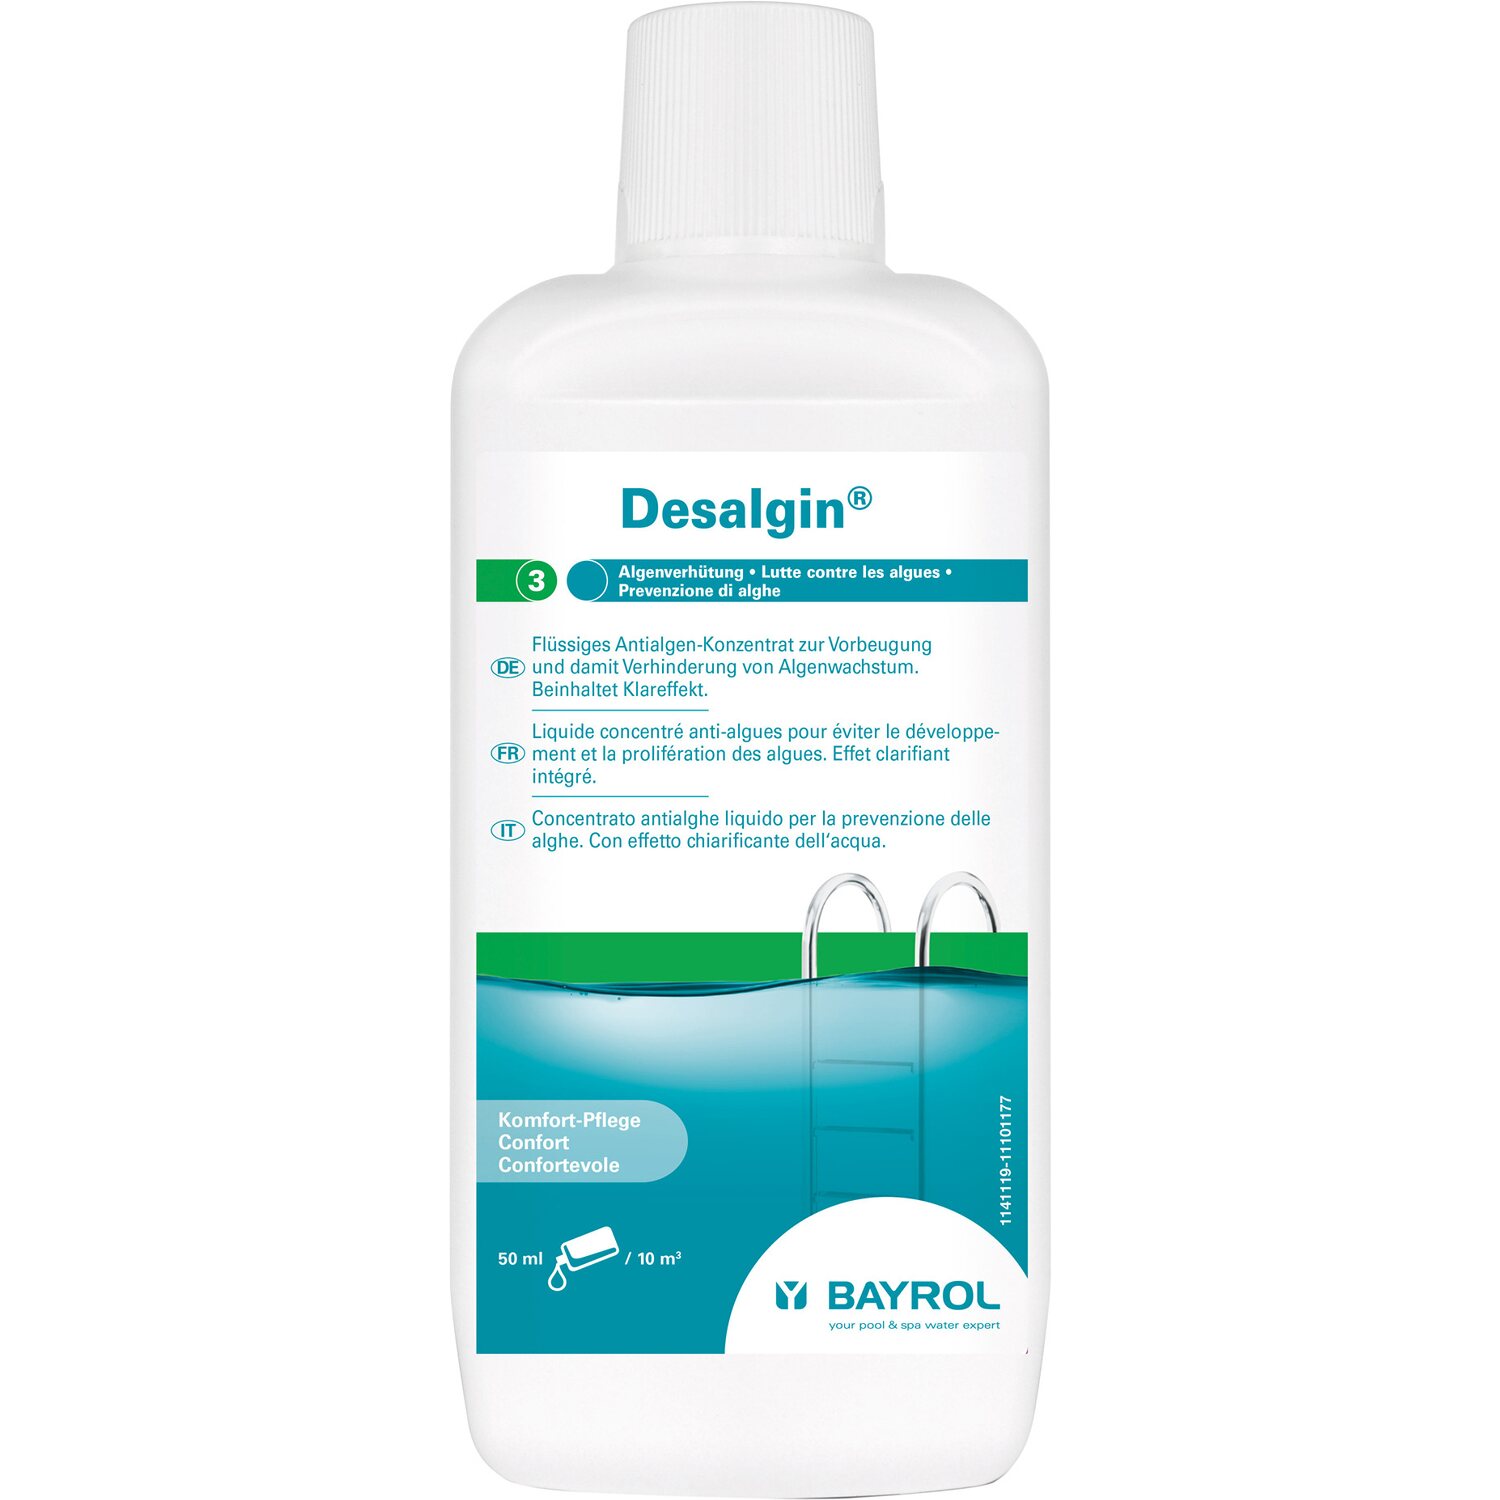 Desalgin®
3
Algenverhütung • Lutte contre les algues •
Prevenzione di alghe
DE
Flüssiges Antialgen-Konzentrat zur Vorbeugung
und damit Verhinderung von Algenwachstum.
Beinhaltet Klareffekt.
FR
Liquide concentré anti-algues pour éviter le développe-
ment et la prolifération des algues. Effet clarifiant
intégré.
IT
Concentrato antialghe liquido per la prevenzione delle
alghe. Con effetto chiarificante dell‘acqua.
Komfort-Pflege
Confort
Confortevole
50 ml / 10 m³
1141119-11101177
BAYROL
your pool & spa water expert